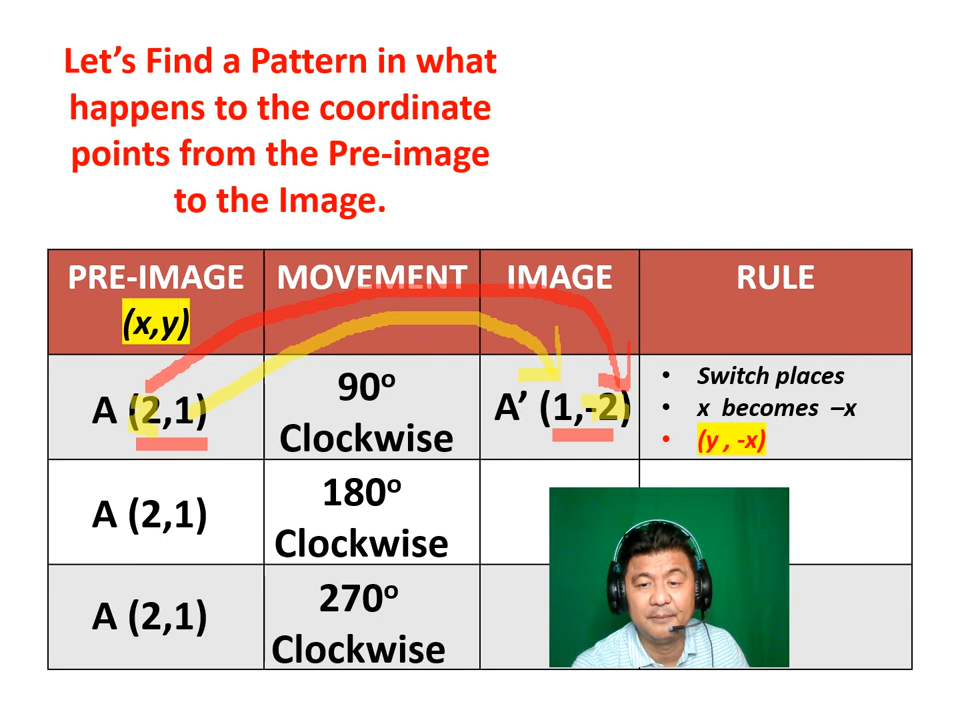 Let's Find a Pattern in what
happens to the coordinate
points from the Pre-image
to the Image.
PRE-IMAGE
(x,y)
MOVEMENT
IMAGE
RULE
A (2,1)
90o
Clockwise
A' (1,-2)
• Switch places
• x becomes –x
• (y , -x)
A (2,1)
180o
Clockwise
A (2,1)
270o
Clockwise